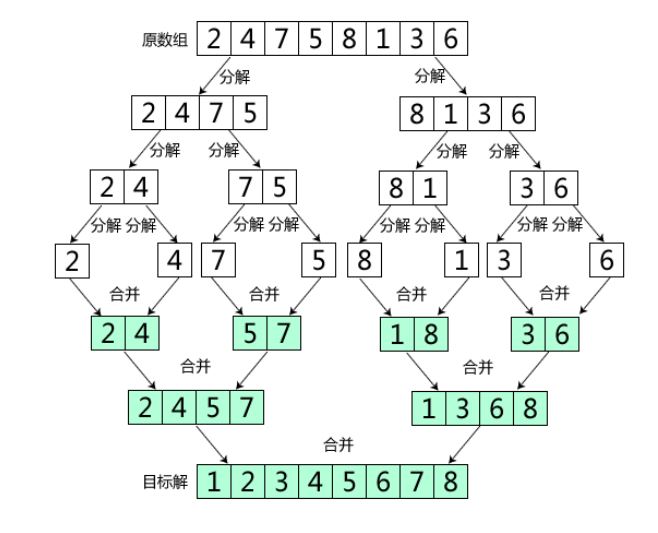 原数组 2 4 7 5 8 1 3 6
分解 分解
2 4 7 5 8 1 3 6
分解 分解 分解 分解
2 4 7 5 8 1 3 6
分解 分解 分解 分解 分解 分解 分解 分解
2 4 7 5 8 1 3 6
合并 合并 合并 合并
2 4 5 7 1 8 3 6
合并 合并
2 4 5 7 1 3 6 8
合并
目标解 1 2 3 4 5 6 7 8